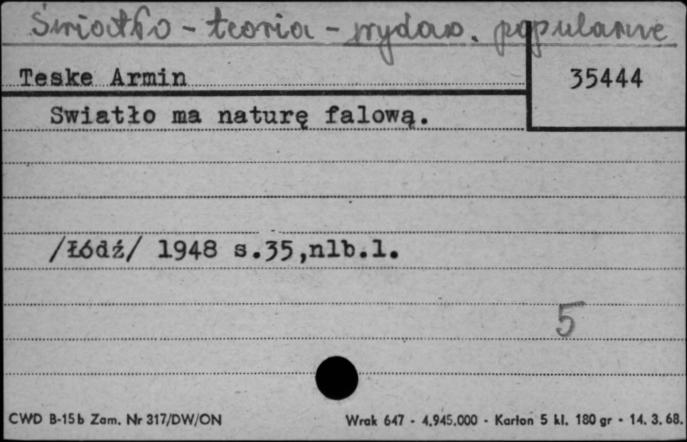 Światło - teoria - wydaw. popularne
Teske Armin 35444
Swiatło ma naturę falową.
/Łódź/ 1948 s.35,nlb.1.
5
CWD B-15b Zam. Nr 317/DW/ON Wrak 647 - 4.945.000 - Karton 5 kl. 180 gr - 14. 3. 68.